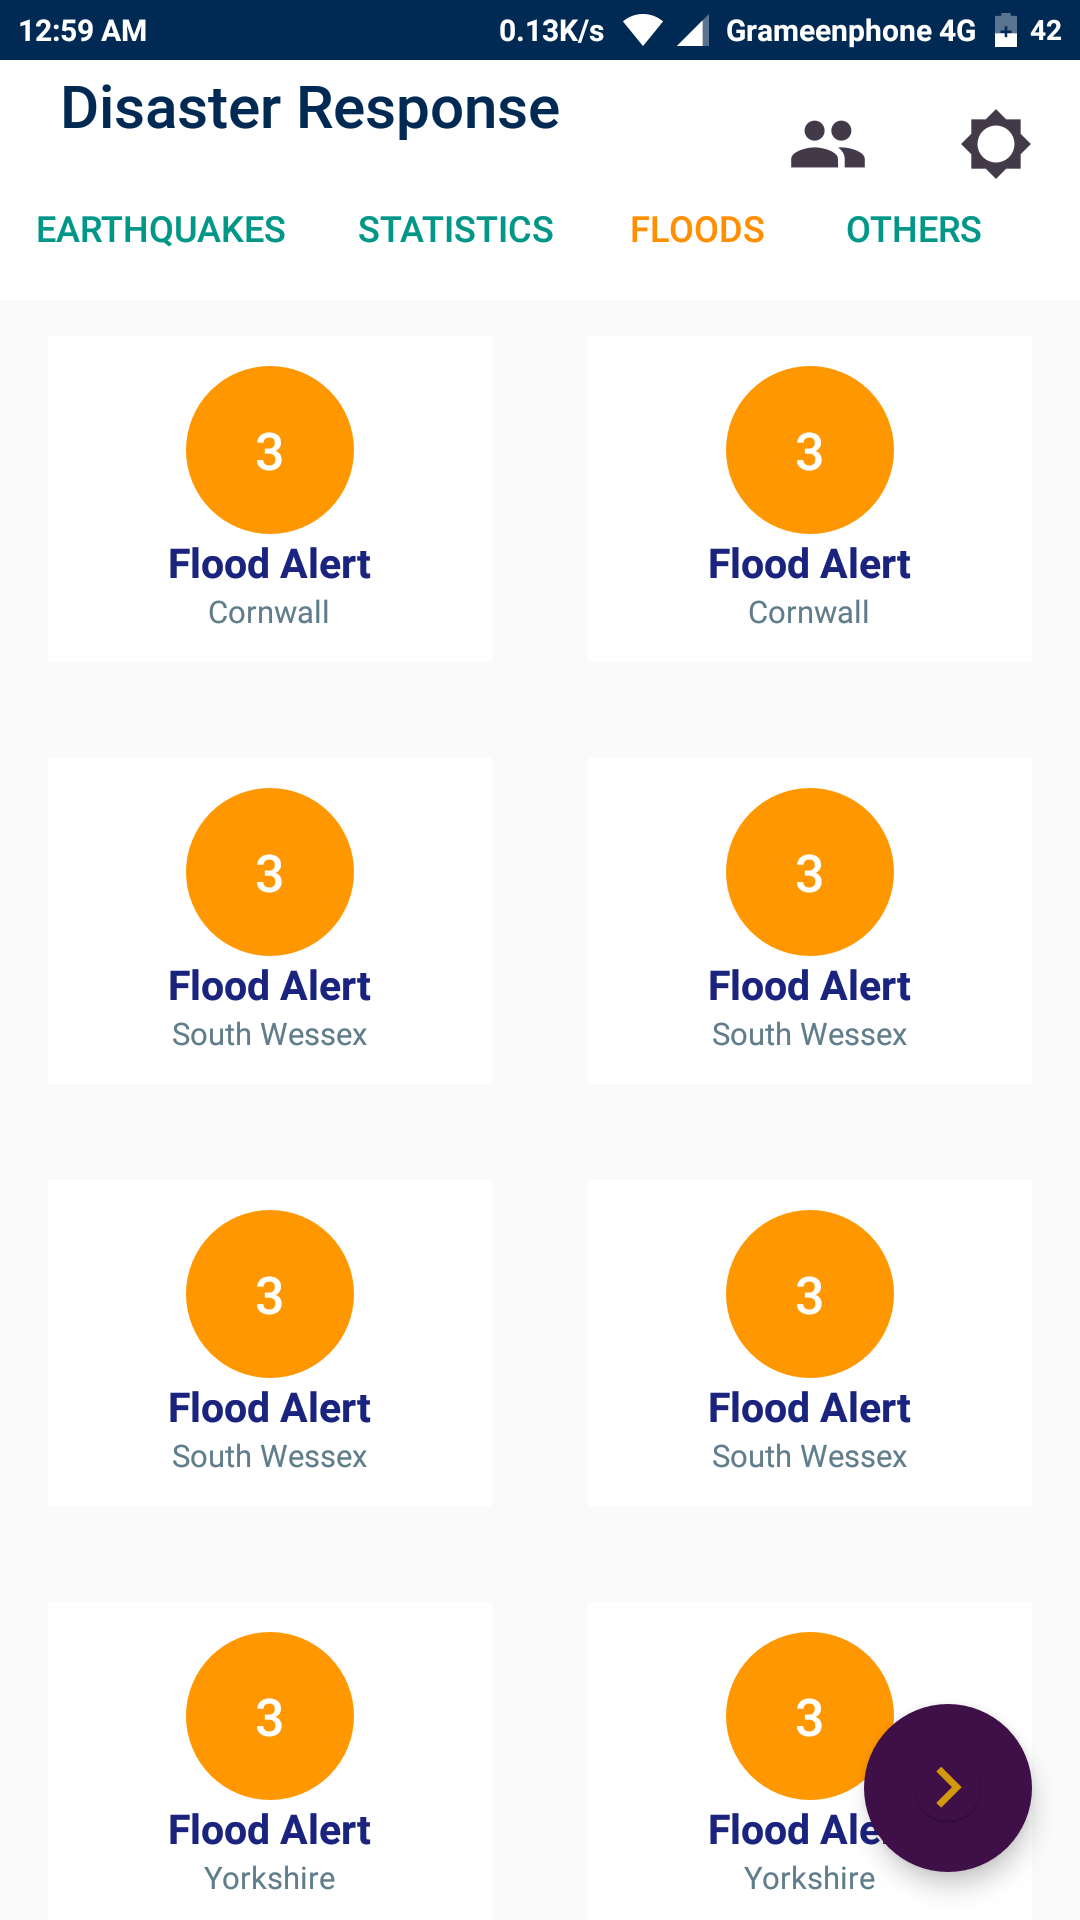 12:59 AM 0.13K/s Grameenphone 4G 42
Disaster Response
EARTHQUAKES STATISTICS FLOODS OTHERS
3 3
Flood Alert Flood Alert
Cornwall Cornwall
3 3
Flood Alert Flood Alert
South Wessex South Wessex
3 3
Flood Alert Flood Alert
South Wessex South Wessex
3 3
Flood Alert Flood Ale
Yorkshire Yorkshire